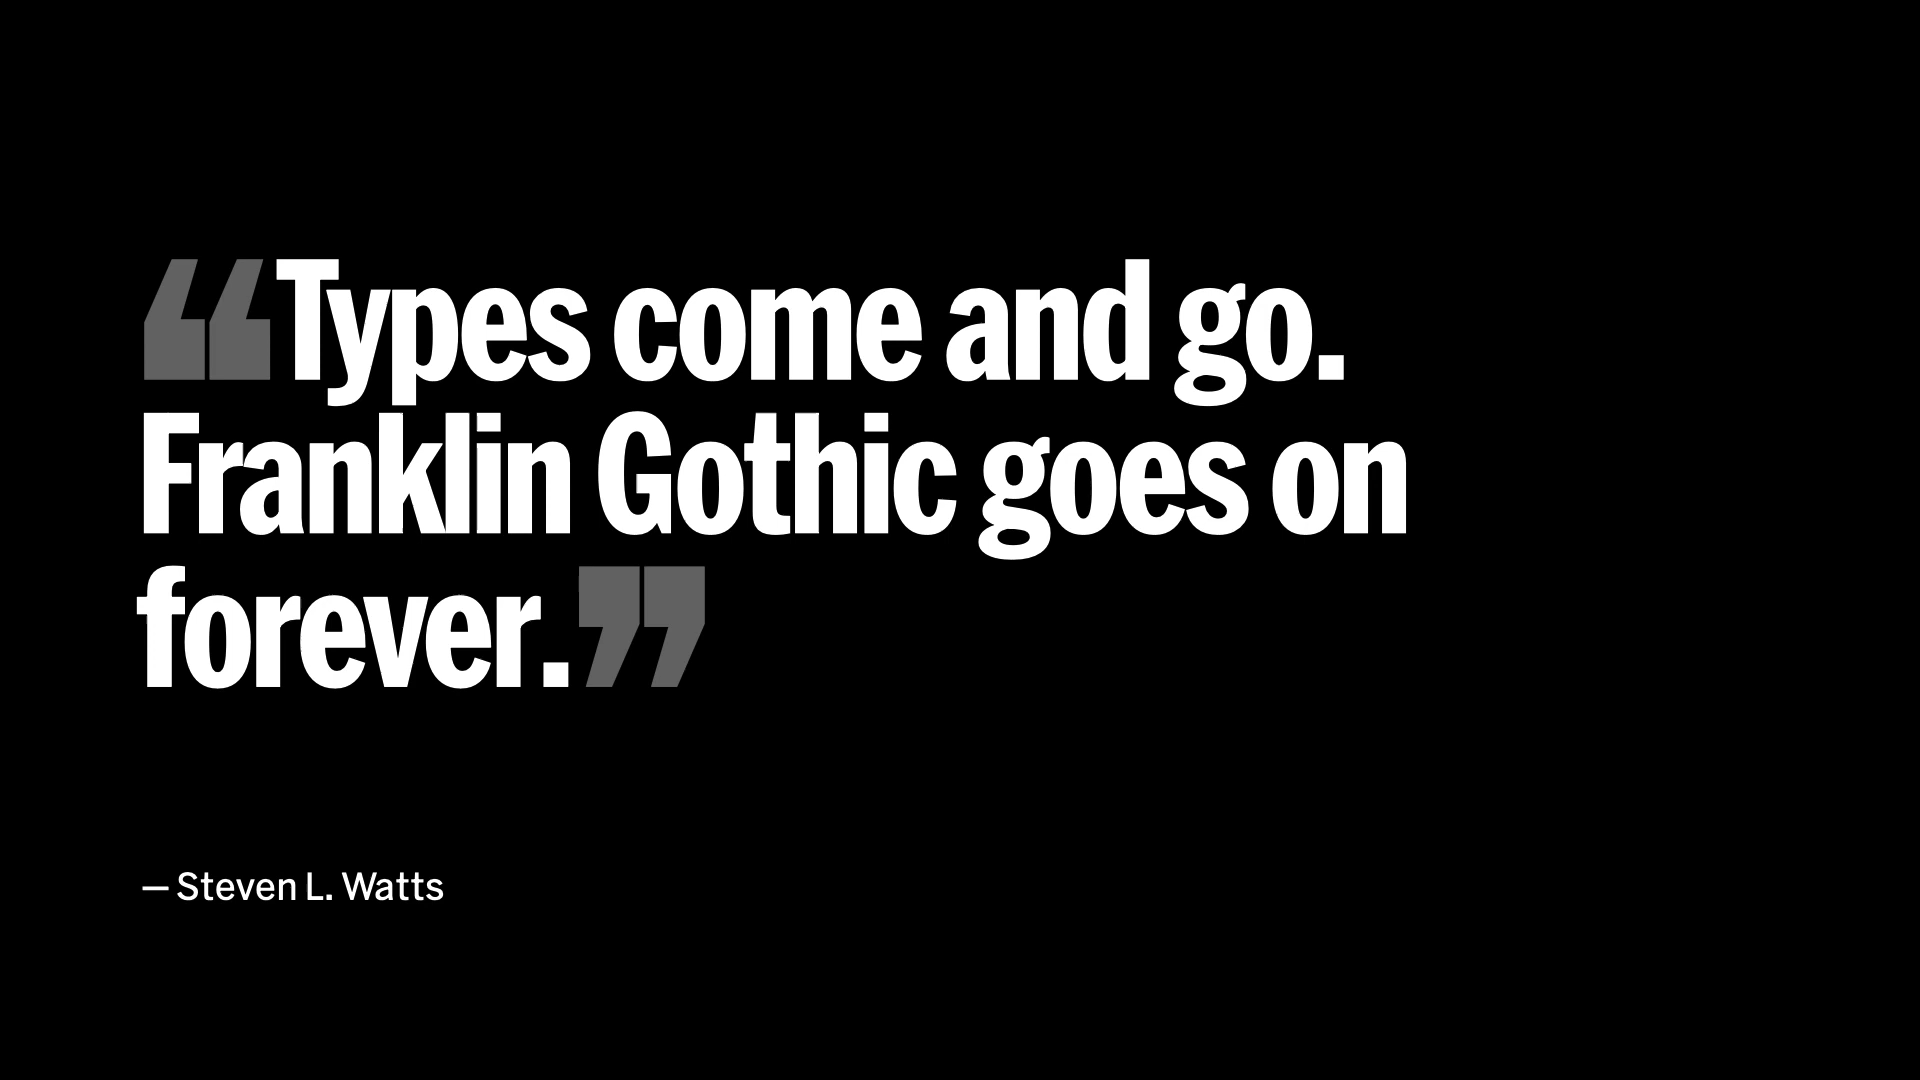 “Types come and go.
Franklin Gothic goes on
forever.”
– Steven L. Watts